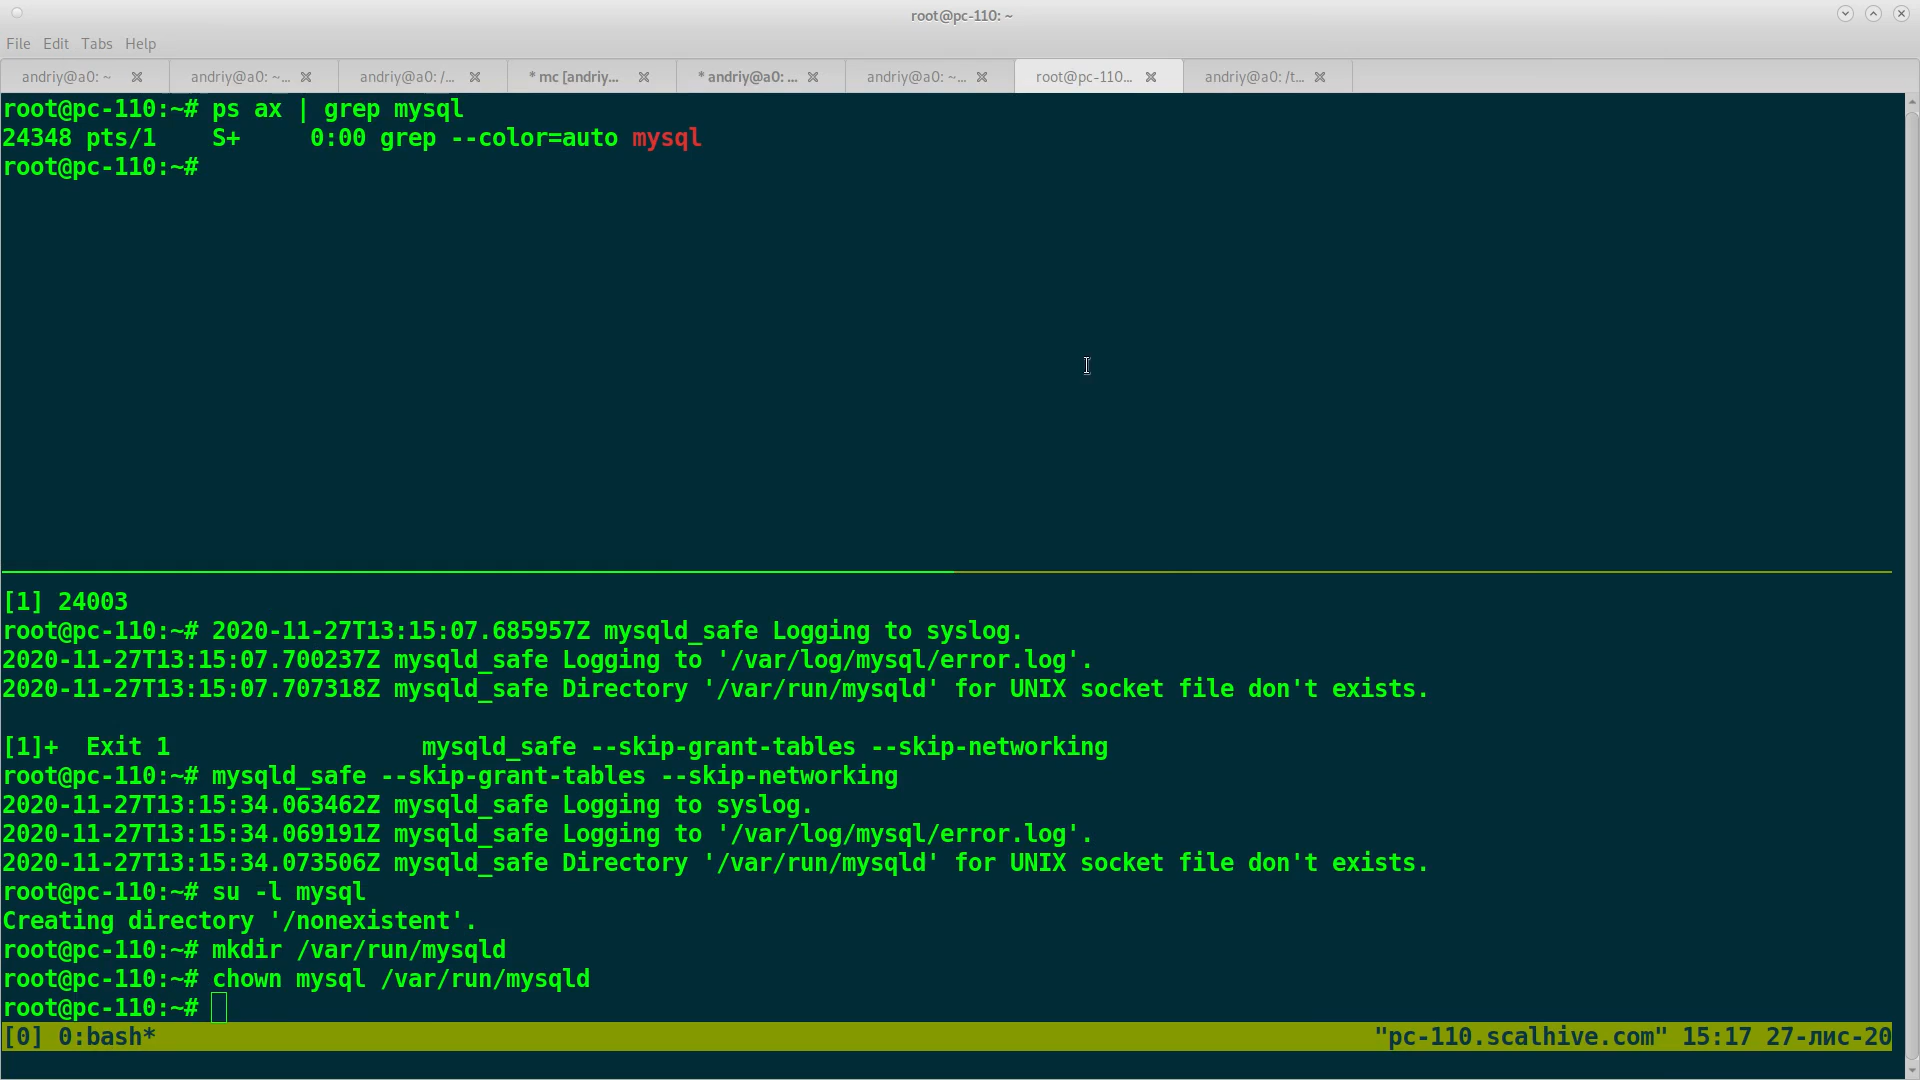 root@pc-110: ~
File Edit Tabs Help
andriy@a0: ~ andriy@a0: ~... andriy@a0: /... * mc [andriy... * andriy@a0: ... andriy@a0: ~... root@pc-110... andriy@a0: /t...
root@pc-110:~# ps ax | grep mysql
24348 pts/1    S+     0:00 grep --color=auto mysql
root@pc-110:~#
[1] 24003
root@pc-110:~# 2020-11-27T13:15:07.685957Z mysqld_safe Logging to syslog.
2020-11-27T13:15:07.700237Z mysqld_safe Logging to '/var/log/mysql/error.log'.
2020-11-27T13:15:07.707318Z mysqld_safe Directory '/var/run/mysqld' for UNIX socket file don't exists.
[1]+  Exit 1                  mysqld_safe --skip-grant-tables --skip-networking
root@pc-110:~# mysqld_safe --skip-grant-tables --skip-networking
2020-11-27T13:15:34.063462Z mysqld_safe Logging to syslog.
2020-11-27T13:15:34.069191Z mysqld_safe Logging to '/var/log/mysql/error.log'.
2020-11-27T13:15:34.073506Z mysqld_safe Directory '/var/run/mysqld' for UNIX socket file don't exists.
root@pc-110:~# su -l mysql
Creating directory '/nonexistent'.
root@pc-110:~# mkdir /var/run/mysqld
root@pc-110:~# chown mysql /var/run/mysqld
root@pc-110:~#
[0] 0:bash* "pc-110.scalhive.com" 15:17 27-лис-20